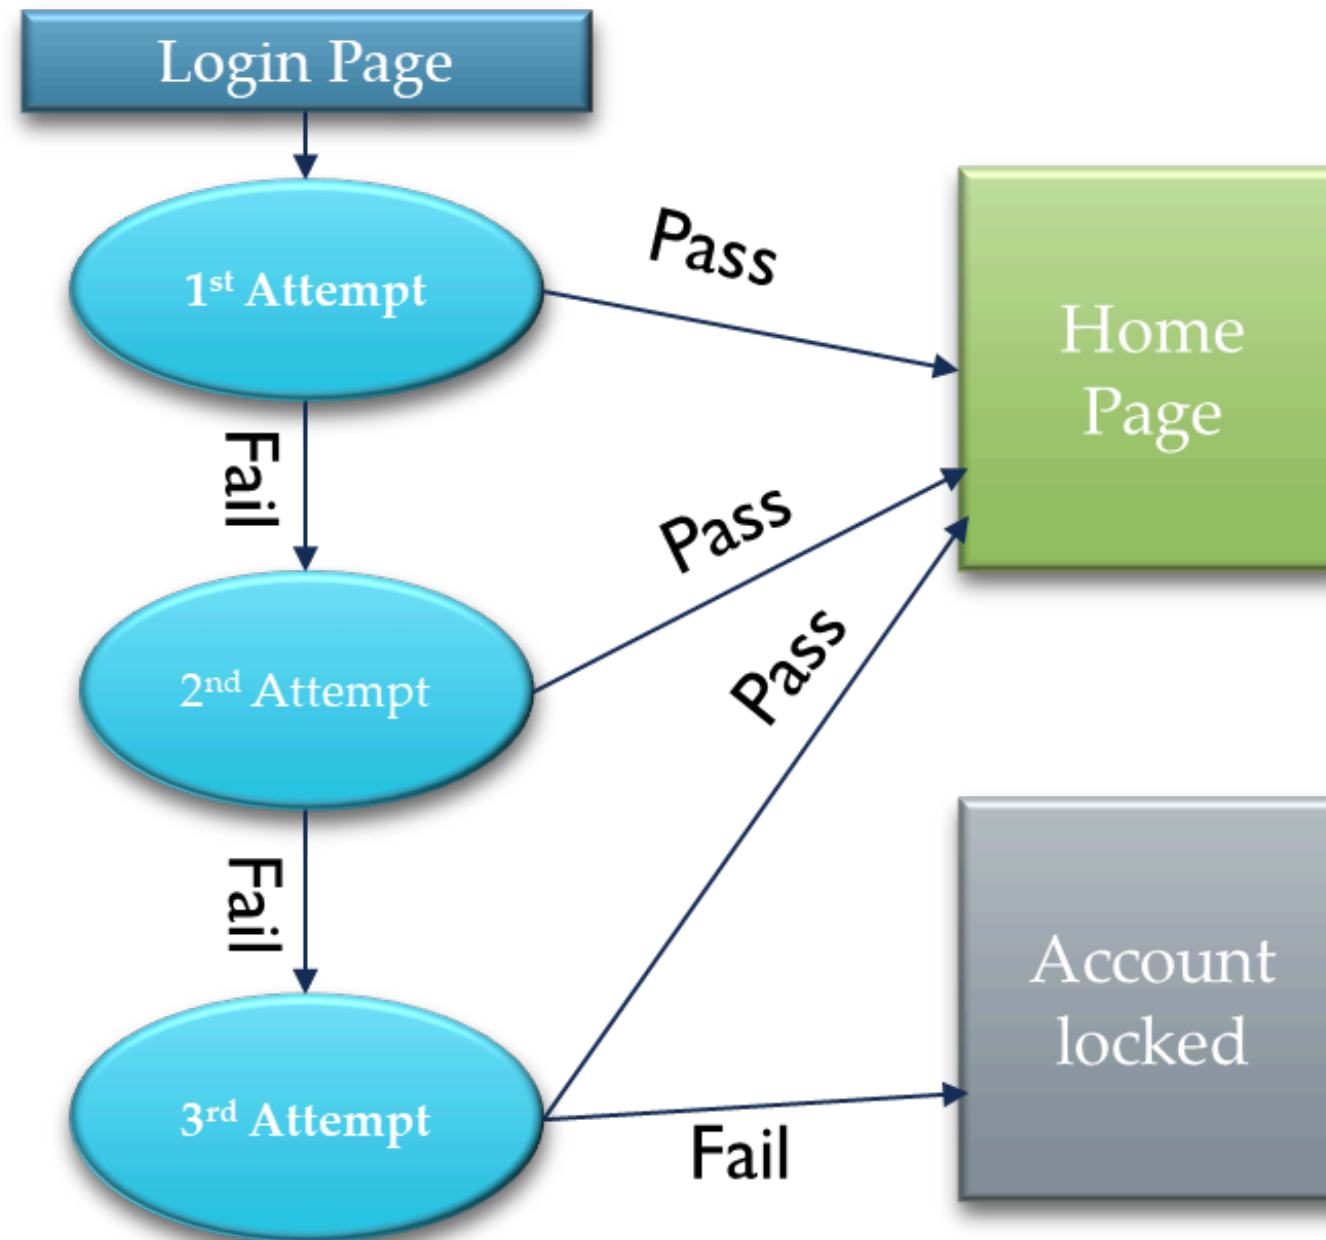 Login Page
1st Attempt
Pass
Home
Page
Fail
Pass
2nd Attempt
Pass
Fail
Account
locked
3rd Attempt
Fail